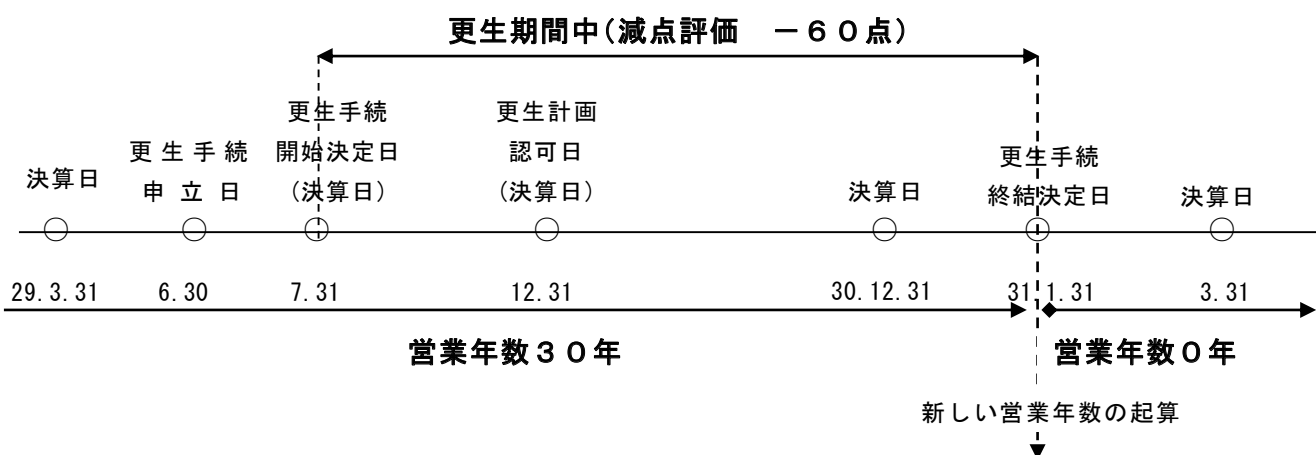 更生期間中(減点評価　－６０点)
決算日
更生手続
申立日
更生手続
開始決定日
(決算日)
更生計画
認可日
(決算日)
決算日
更生手続
終結決定日
決算日
29.3.31
6.30
7.31
12.31
30.12.31
31.1.31
3.31
営業年数３０年
営業年数０年
新しい営業年数の起算